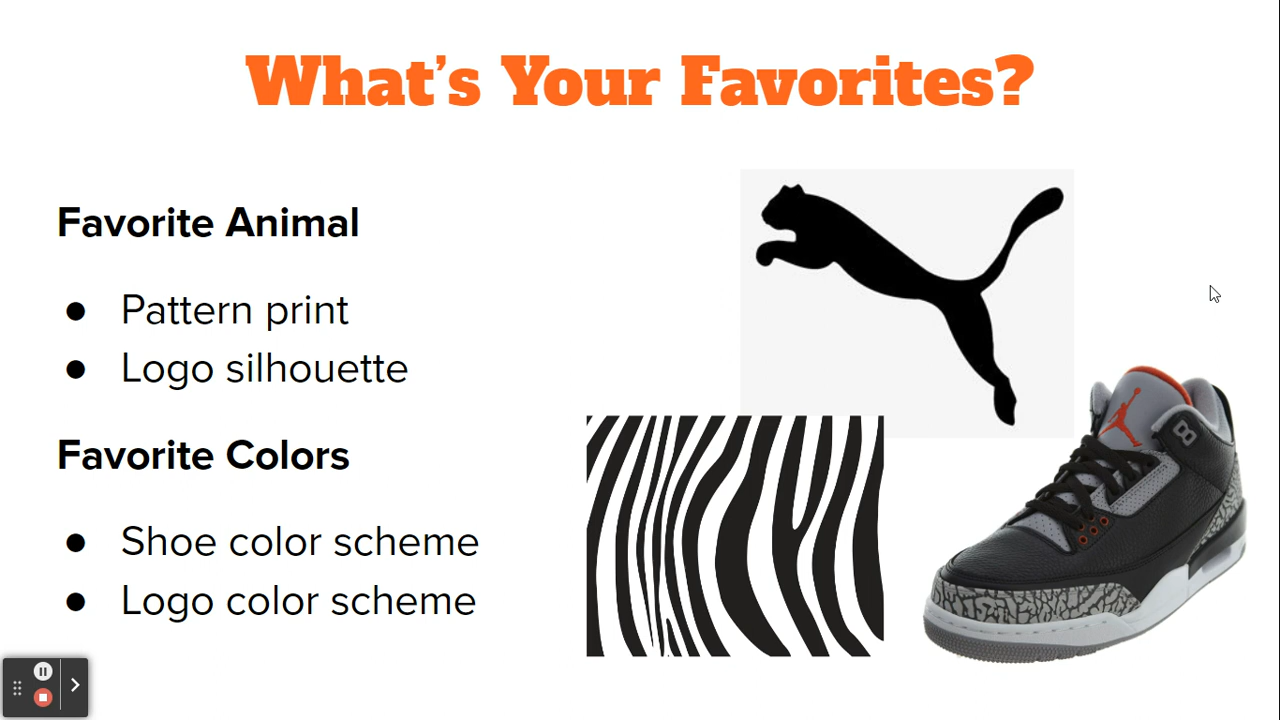 What's Your Favorites?
Favorite Animal
● Pattern print
● Logo silhouette
Favorite Colors
● Shoe color scheme
● Logo color scheme